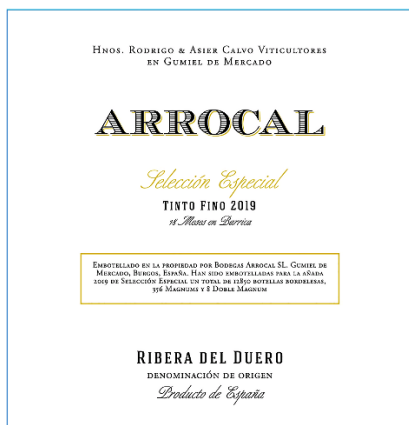 Hnos. Rodrigo & Asier Calvo Viticultores
en Gumiel de Mercado
ARROCAL
Selección Especial
Tinto Fino 2019
18 Meses en Barrica
Embotellado en la propiedad por Bodegas Arrocal SL. Gumiel de
Mercado, Burgos, España. Han sido embotelladas para la añada
2019 de Selección Especial un total de 12850 botellas bordelesas,
356 Magnums y 8 Doble Magnum
Ribera del Duero
denominación de origen
Producto de España